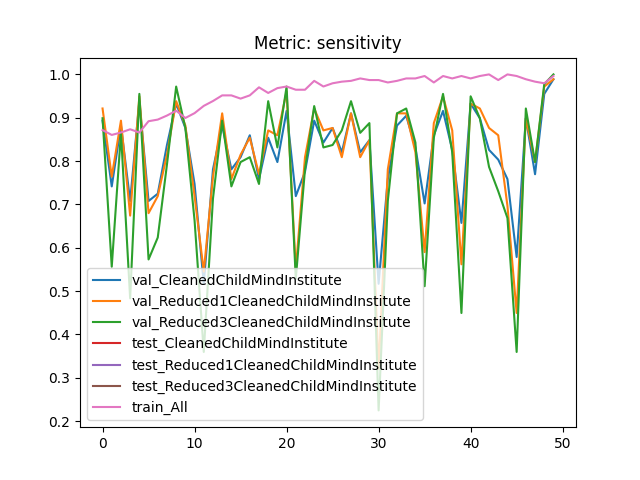 Metric: sensitivity
1.0
0.9
0.8
0.7
0.6
0.5
0.4
0.3
0.2
val_CleanedChildMindInstitute
val_Reduced1CleanedChildMindInstitute
val_Reduced3CleanedChildMindInstitute
test_CleanedChildMindInstitute
test_Reduced1CleanedChildMindInstitute
test_Reduced3CleanedChildMindInstitute
train_All
0 10 20 30 40 50